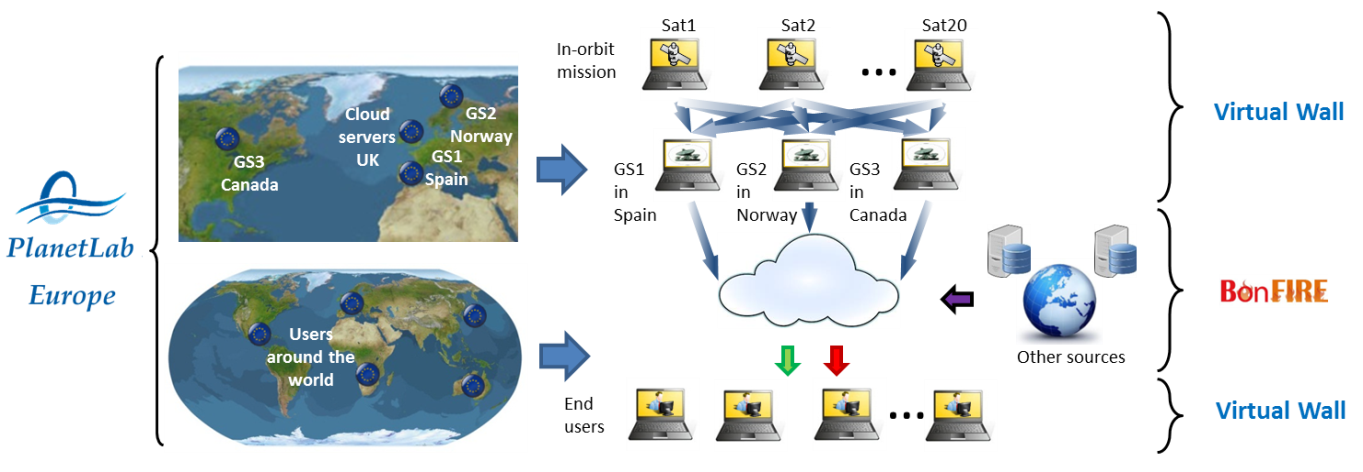 PlanetLab
Europe
Cloud
servers
UK
GS2
Norway
GS3
Canada
GS1
Spain
Users
around the
world
In-orbit
mission
Sat1
Sat2
...
Sat20
GS1
in
Spain
GS2
in
Norway
GS3
in
Canada
Other sources
End
users
...
Virtual Wall
BonFIRE
Virtual Wall